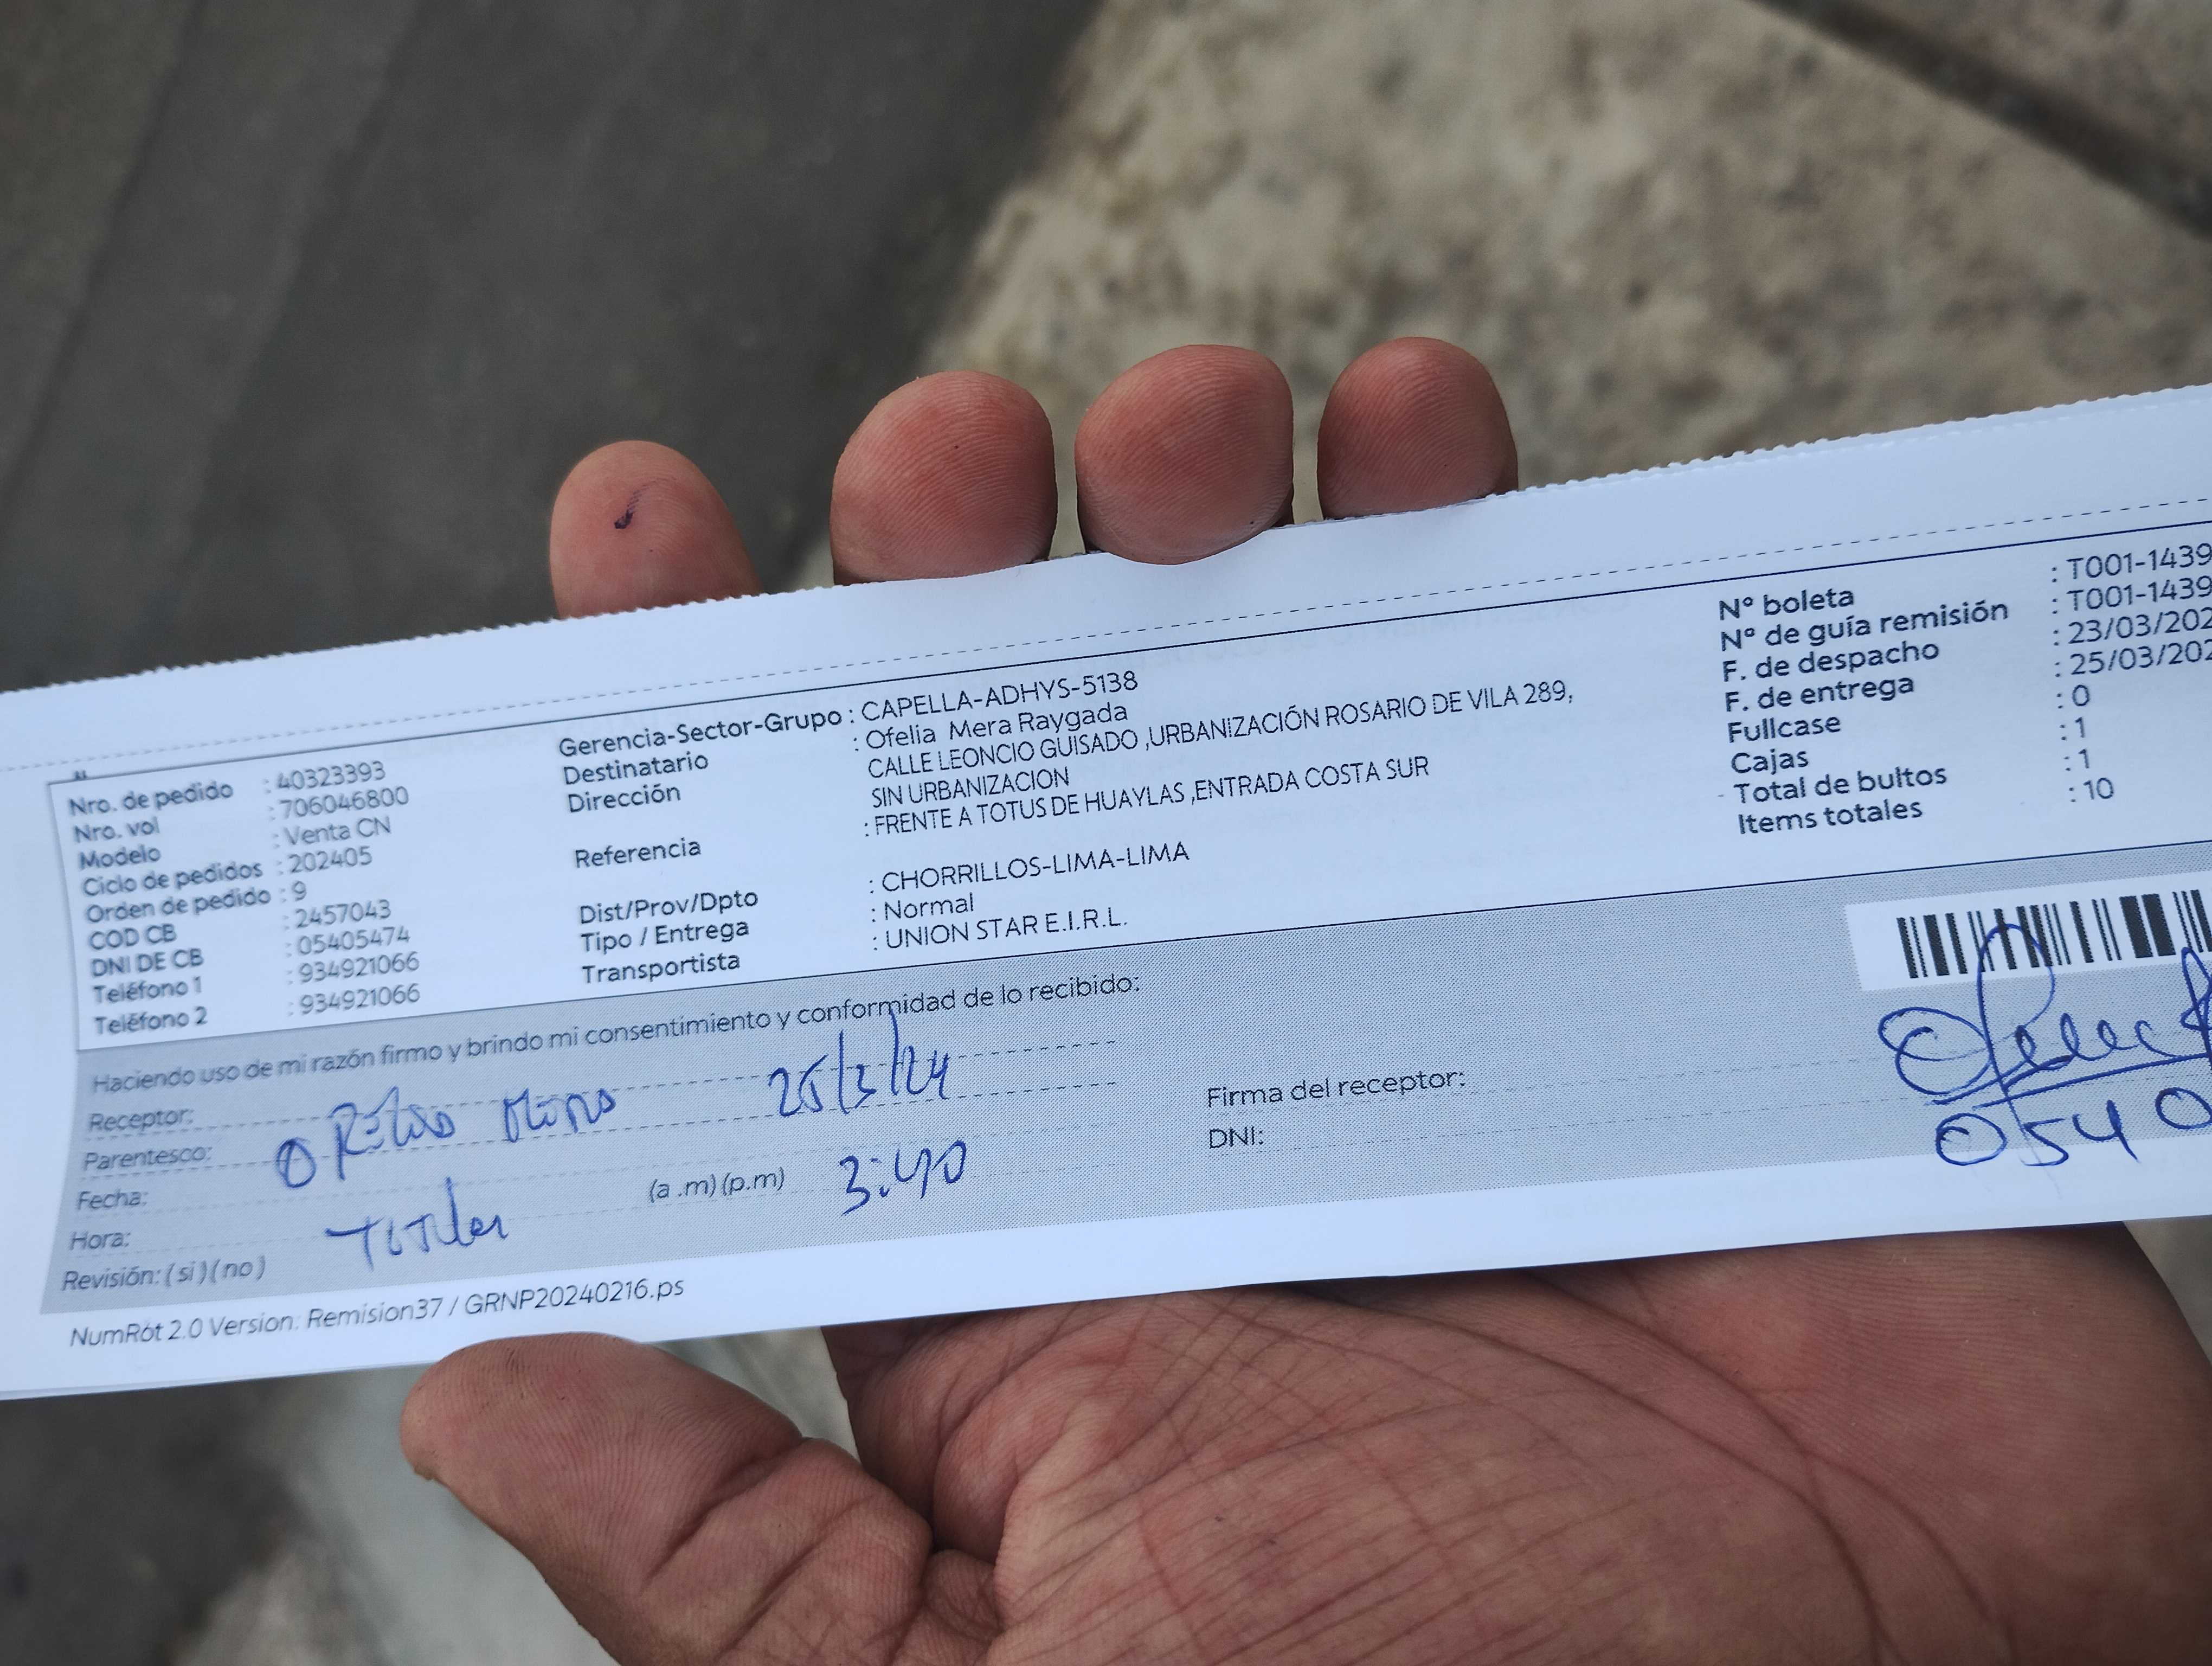 Nro. de pedido : 40323393
Nro. vol : 706046800
Modelo : Venta CN
Ciclo de pedidos : 202405
Orden de pedido : 9
COD CB : 2457043
DNI DE CB : 05405474
Teléfono 1 : 934921066
Teléfono 2 : 934921066
Gerencia-Sector-Grupo : CAPELLA-ADHYS-5138
Destinatario : Ofelia Mera Raygada
Dirección CALLE LEONCIO GUISADO ,URBANIZACIÓN ROSARIO DE VILA 289,
SIN URBANIZACION
Referencia : FRENTE A TOTUS DE HUAYLAS ,ENTRADA COSTA SUR
Dist/Prov/Dpto : CHORRILLOS-LIMA-LIMA
Tipo / Entrega : Normal
Transportista : UNION STAR E.I.R.L.
N° boleta : T001-1439
N° de guía remisión : T001-1439
F. de despacho : 23/03/202
F. de entrega : 25/03/202
Fullcase : 0
Cajas : 1
Total de bultos : 1
Items totales : 10
Haciendo uso de mi razón firmo y brindo mi consentimiento y conformidad de lo recibido:
Receptor:
Parentesco:
25/3/24
Fecha:
Hora: (a .m) (p.m) 3:40
Titular
Revisión: ( si ) ( no )
Firma del receptor:
DNI: 0540
NumRot 2.0 Version: Remision37 / GRNP20240216.ps